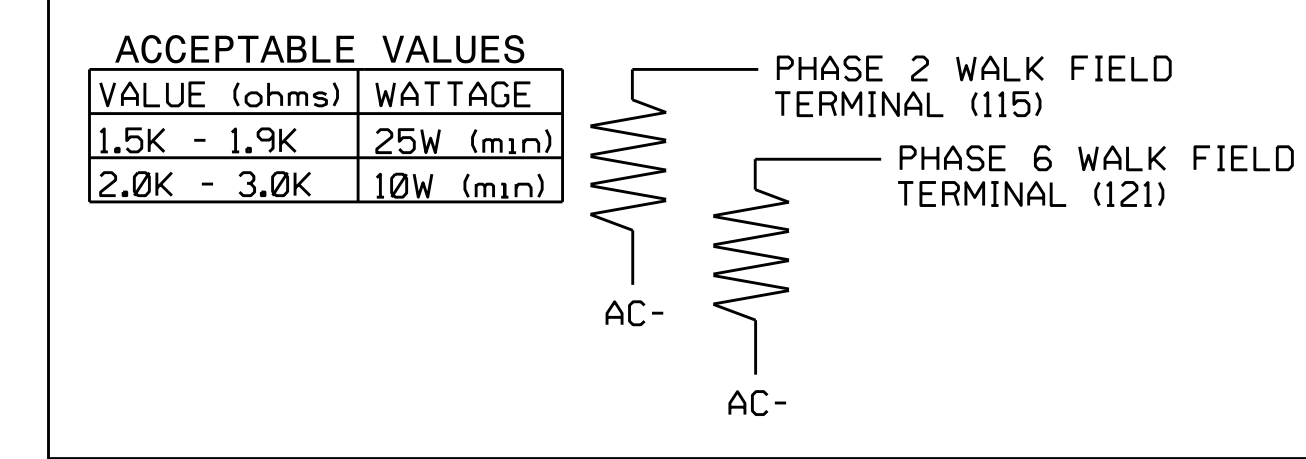 ACCEPTABLE VALUES
VALUE (ohms) WATTAGE
1.5K - 1.9K 25W (min)
2.0K - 3.0K 10W (min)
PHASE 2 WALK FIELD
TERMINAL (115)
PHASE 6 WALK FIELD
TERMINAL (121)
AC-
AC-